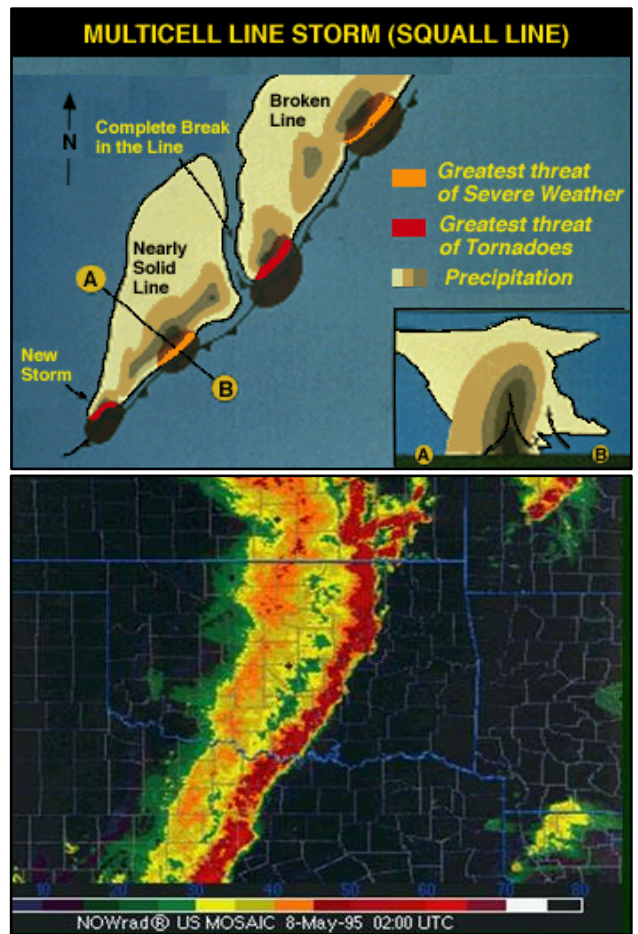 MULTICELL LINE STORM (SQUALL LINE)
Broken
Line
N
Complete Break
in the Line
Greatest threat
of Severe Weather
Greatest threat
of Tornadoes
Precipitation
Nearly
Solid
Line
A
New
Storm
B
A
B
10 20 30 40 50 60 70 80
NOWrad® US MOSAIC 8-May-95 02:00 UTC